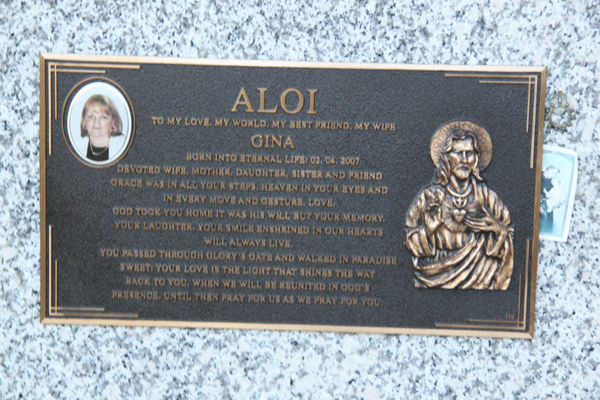 ALOI
TO MY LOVE, MY WORLD, MY BEST FRIEND, MY WIFE
GINA
BORN INTO ETERNAL LIFE: 02. 04. 2007
DEVOTED WIFE, MOTHER, DAUGHTER, SISTER AND FRIEND
GRACE WAS IN ALL YOUR STEPS, HEAVEN IN YOUR EYES AND
IN EVERY MOVE AND GESTURE, LOVE.
GOD TOOK YOU HOME IT WAS HIS WILL BUT YOUR MEMORY,
YOUR LAUGHTER, YOUR SMILE ENSHRINED IN OUR HEARTS
WILL ALWAYS LIVE.
YOU PASSED THROUGH GLORY'S GATE AND WALKED IN PARADISE
SWEET; YOUR LOVE IS THE LIGHT THAT SHINES THE WAY
BACK TO YOU, WHEN WE WILL BE REUNITED IN GOD'S
PRESENCE, UNTIL THEN PRAY FOR US AS WE PRAY FOR YOU.